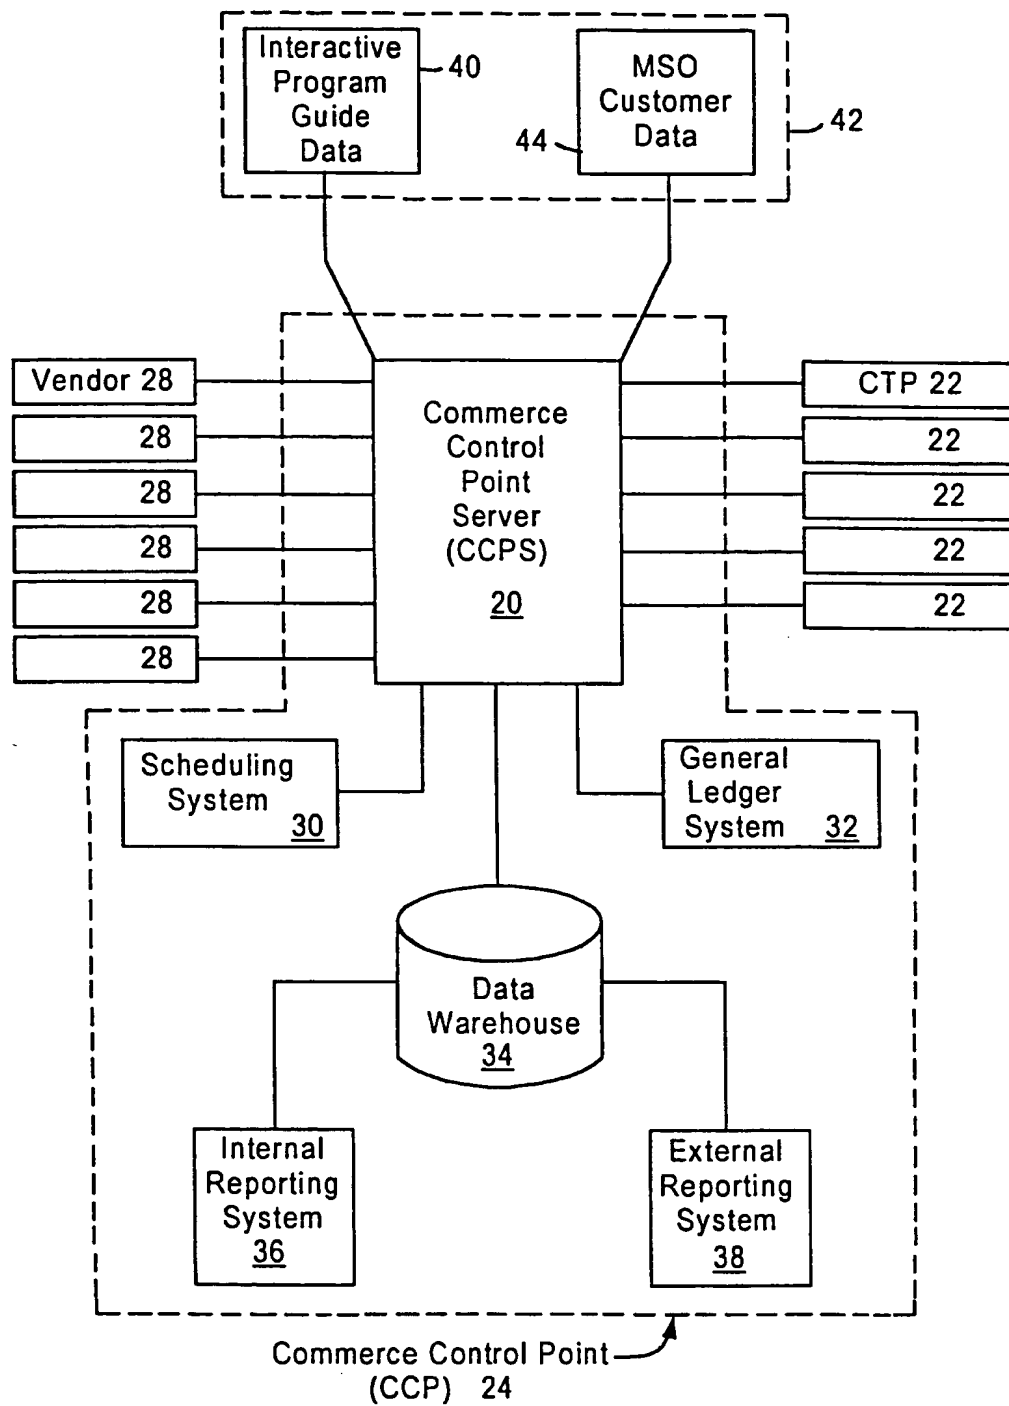 Interactive
Program
Guide
Data
40
MSO
Customer
Data
44
42
Vendor 28
28
28
28
28
28
Commerce
Control
Point
Server
(CCPS)
20
CTP 22
22
22
22
22
Scheduling
System
30
General
Ledger
System 32
Data
Warehouse
34
Internal
Reporting
System
36
External
Reporting
System
38
Commerce Control Point
(CCP) 24